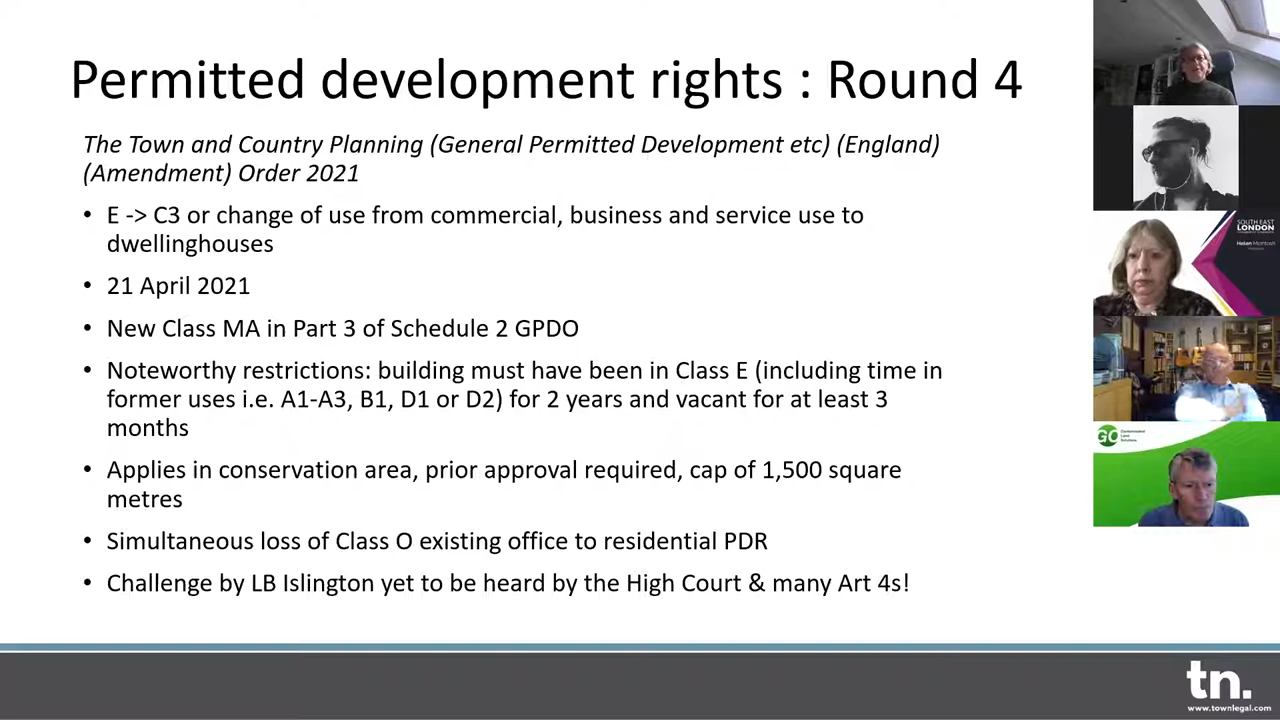 Permitted development rights : Round 4
The Town and Country Planning (General Permitted Development etc) (England)
(Amendment) Order 2021
• E -> C3 or change of use from commercial, business and service use to
dwellinghouses
• 21 April 2021
• New Class MA in Part 3 of Schedule 2 GPDO
• Noteworthy restrictions: building must have been in Class E (including time in
former uses i.e. A1-A3, B1, D1 or D2) for 2 years and vacant for at least 3
months
• Applies in conservation area, prior approval required, cap of 1,500 square
metres
• Simultaneous loss of Class O existing office to residential PDR
• Challenge by LB Islington yet to be heard by the High Court & many Art 4s!
SOUTH EAST
LONDON
Helen McIntosh
GO
Contaminated
Land
Solutions
tn.
www.townlegal.com